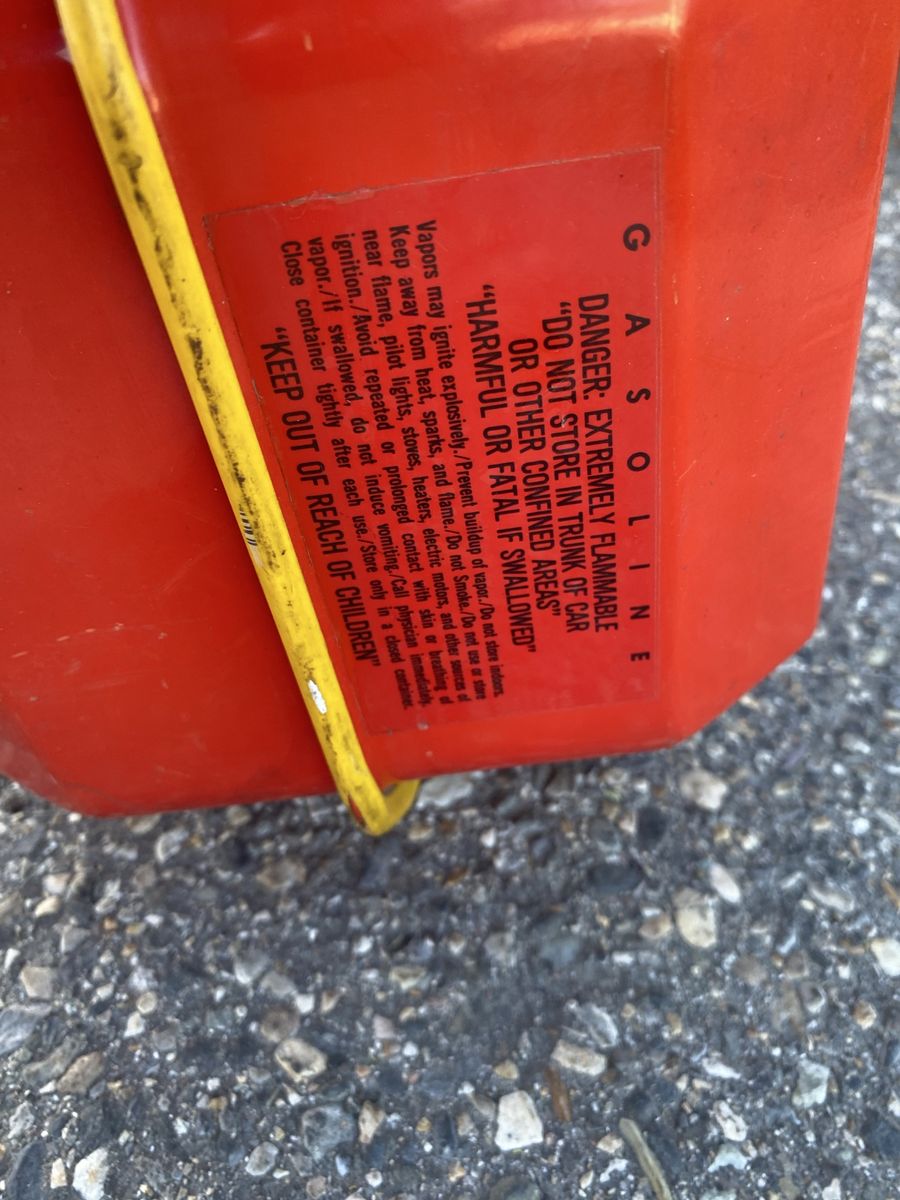 GASOLINE
DANGER: EXTREMELY FLAMMABLE
"DO NOT STORE IN TRUNK OF CAR
OR OTHER CONFINED AREAS"
"HARMFUL OR FATAL IF SWALLOWED"
Vapors may ignite explosively./Prevent buildup of vapor./Do not store indoors.
Keep away from heat, sparks, and flame./Do not Smoke./Do not use or store
near flame, pilot lights, stoves, heaters, electric motors, and other sources of
ignition./Avoid repeated or prolonged contact with skin or breathing of
vapor./If swallowed, do not induce vomiting./Call physician immediately.
Close container tightly after each use./Store only in a closed container.
"KEEP OUT OF REACH OF CHILDREN"